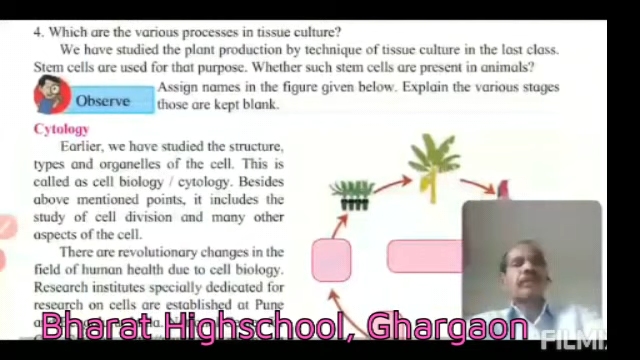 4. Which are the various processes in tissue culture?
We have studied the plant production by technique of tissue culture in the last class.
Stem cells are used for that purpose. Whether such stem cells are present in animals?
Assign names in the figure given below. Explain the various stages
Observe
those are kept blank.
Cytology
Earlier, we have studied the structure,
types and organelles of the cell. This is
called as cell biology / cytology. Besides
above mentioned points, it includes the
study of cell division and many other
aspects of the cell.
There are revolutionary changes in the
field of human health due to cell biology.
Research institutes specially dedicated for
research on cells are established at Pune
Bharat Highschool, Ghargaon
FILMI